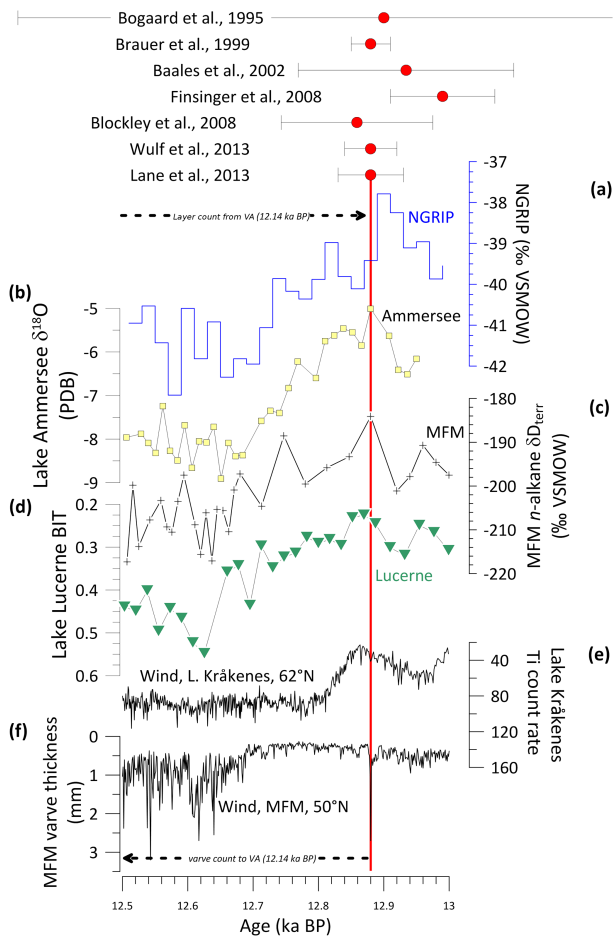 Bogaard et al., 1995
Brauer et al., 1999
Baales et al., 2002
Finsinger et al., 2008
Blockley et al., 2008
Wulf et al., 2013
Lane et al., 2013
Layer count from VA (12.14 ka BP)
(a)
NGRIP
-37
-38
-39
-40
-41
-42
NGRIP (‰ VSMOW)
(b)
Lake Ammersee δ18O
(PDB)
-5
-6
-7
-8
-9
Ammersee
(c)
MFM
-180
-190
-200
-210
-220
MFM n-alkane δDterr
(‰ VSMOW)
(d)
Lake Lucerne BIT
0.2
0.3
0.4
0.5
0.6
Lucerne
(e)
Wind, L. Kråkenes, 62°N
40
80
120
160
Lake Kråkenes
Ti count rate
(f)
MFM varve thickness
(mm)
0
1
2
3
Wind, MFM, 50°N
varve count to VA (12.14 ka BP)
12.5
12.6
12.7
12.8
12.9
13
Age (ka BP)